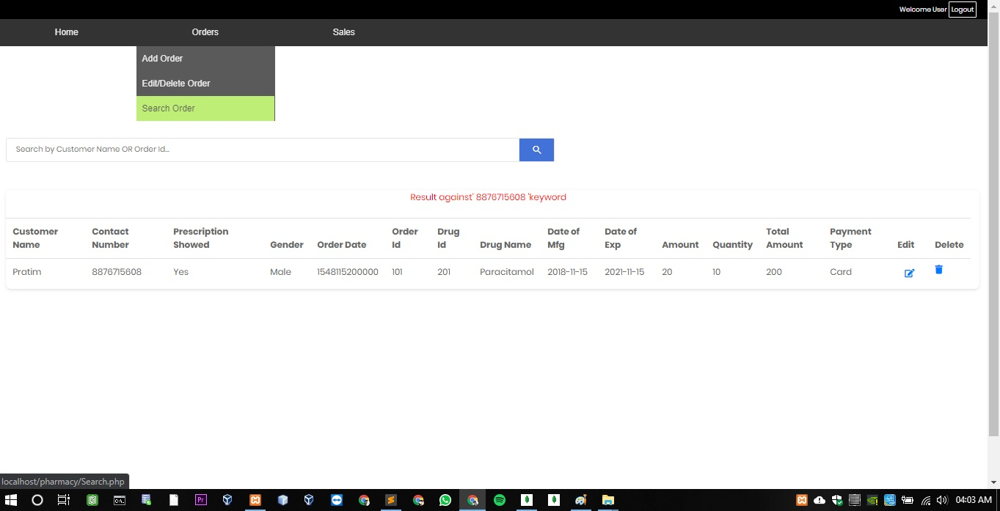 Welcome User Logout
Home Orders Sales
Add Order
Edit/Delete Order
Search Order
Search by Customer Name OR Order Id...
Result against' 8876715608 'keyword
Customer Name Contact Number Prescription Showed Gender Order Date Order Id Drug Id Drug Name Date of Mfg Date of Exp Amount Quantity Total Amount Payment Type Edit Delete
Pratim 8876715608 Yes Male 1548115200000 101 201 Paracitamol 2018-11-15 2021-11-15 20 10 200 Card
localhost/pharmacy/Search.php
Pr
04:03 AM